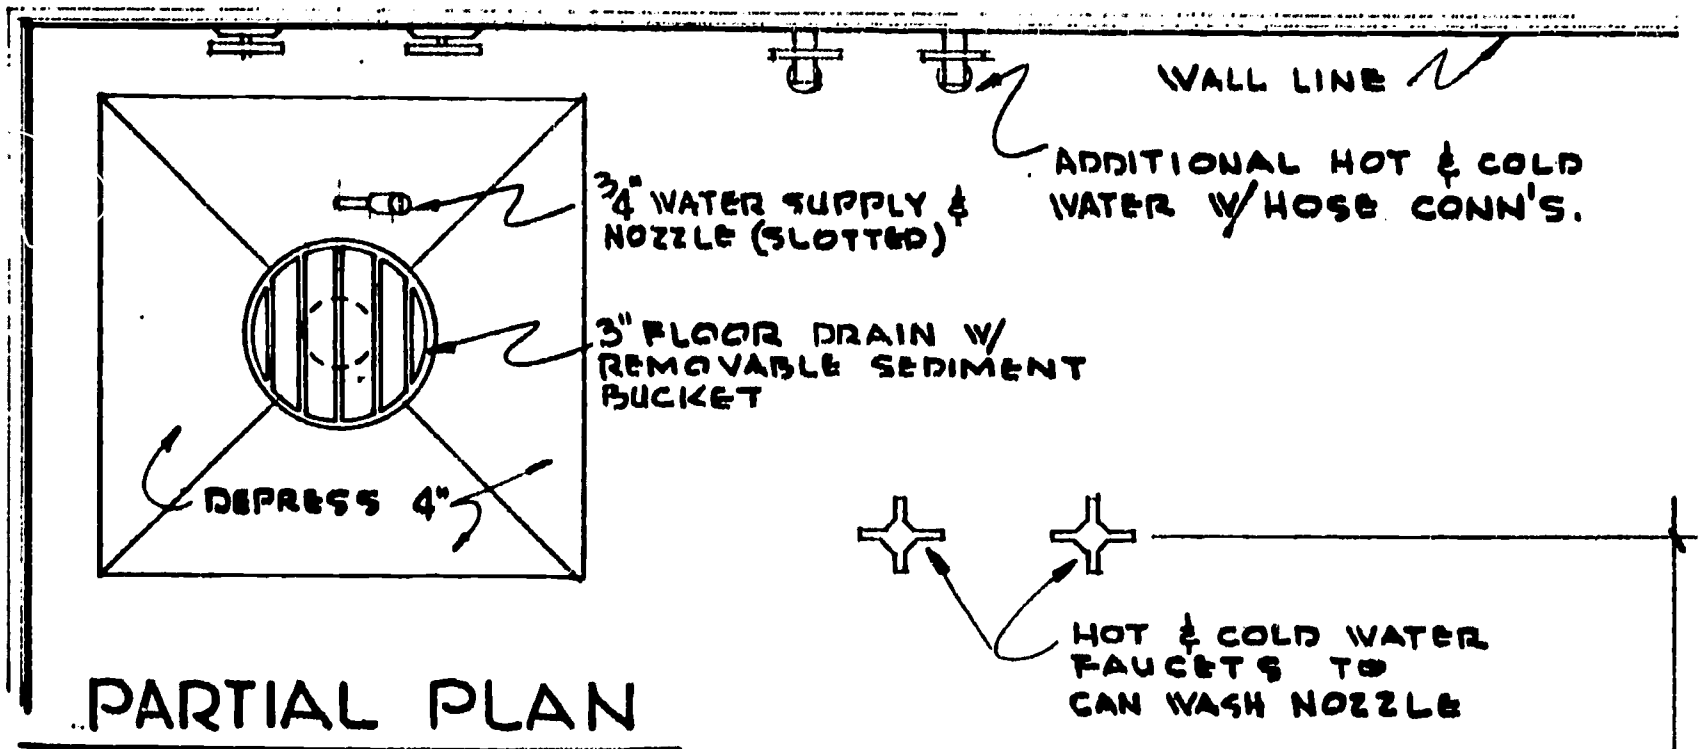 WALL LINE
ADDITIONAL HOT & COLD
WATER W/HOSE CONN'S.
3/4" WATER SUPPLY &
NOZZLE (SLOTTED)
3" FLOOR DRAIN W/
REMOVABLE SEDIMENT
BUCKET
DEPRESS 4"
HOT & COLD WATER
FAUCETS TO
CAN WASH NOZZLE
PARTIAL PLAN